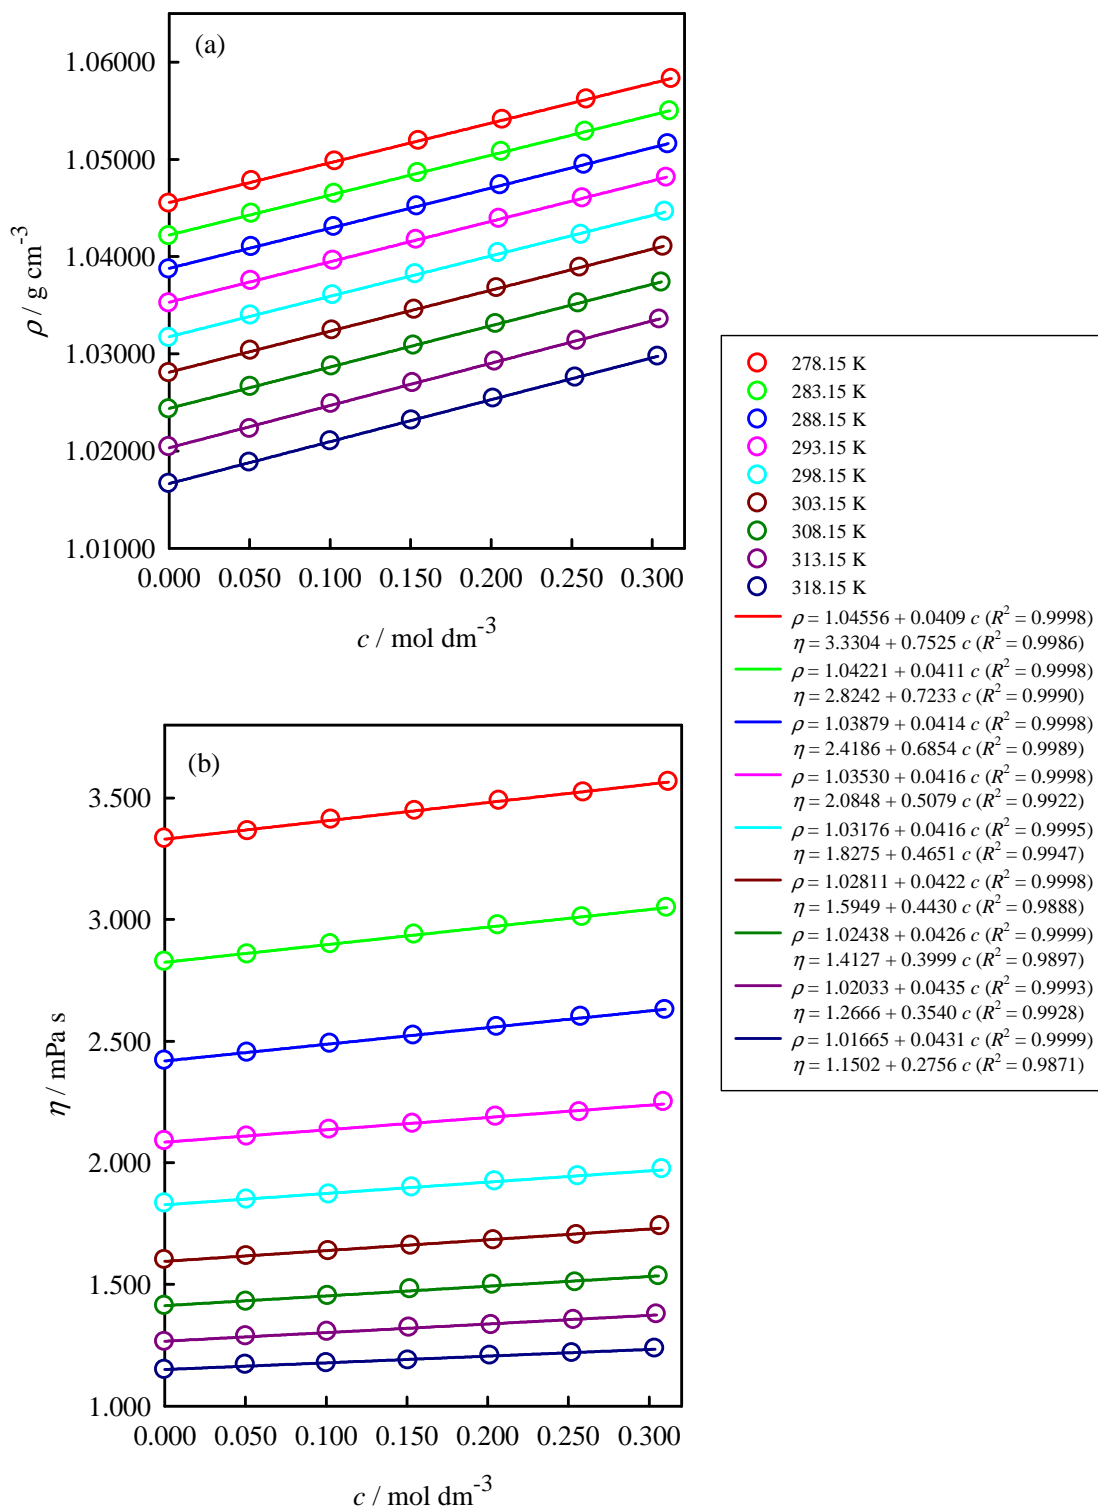 (a)
1.06000
1.05000
1.04000
1.03000
1.02000
1.01000
ρ / g cm⁻³
0.000 0.050 0.100 0.150 0.200 0.250 0.300
c / mol dm⁻³
278.15 K
283.15 K
288.15 K
293.15 K
298.15 K
303.15 K
308.15 K
313.15 K
318.15 K
ρ = 1.04556 + 0.0409 c (R² = 0.9998)
η = 3.3304 + 0.7525 c (R² = 0.9986)
ρ = 1.04221 + 0.0411 c (R² = 0.9998)
η = 2.8242 + 0.7233 c (R² = 0.9990)
ρ = 1.03879 + 0.0414 c (R² = 0.9998)
η = 2.4186 + 0.6854 c (R² = 0.9989)
ρ = 1.03530 + 0.0416 c (R² = 0.9998)
η = 2.0848 + 0.5079 c (R² = 0.9922)
ρ = 1.03176 + 0.0416 c (R² = 0.9995)
η = 1.8275 + 0.4651 c (R² = 0.9947)
ρ = 1.02811 + 0.0422 c (R² = 0.9998)
η = 1.5949 + 0.4430 c (R² = 0.9888)
ρ = 1.02438 + 0.0426 c (R² = 0.9999)
η = 1.4127 + 0.3999 c (R² = 0.9897)
ρ = 1.02033 + 0.0435 c (R² = 0.9993)
η = 1.2666 + 0.3540 c (R² = 0.9928)
ρ = 1.01665 + 0.0431 c (R² = 0.9999)
η = 1.1502 + 0.2756 c (R² = 0.9871)
(b)
3.500
3.000
2.500
2.000
1.500
1.000
η / mPa s
0.000 0.050 0.100 0.150 0.200 0.250 0.300
c / mol dm⁻³